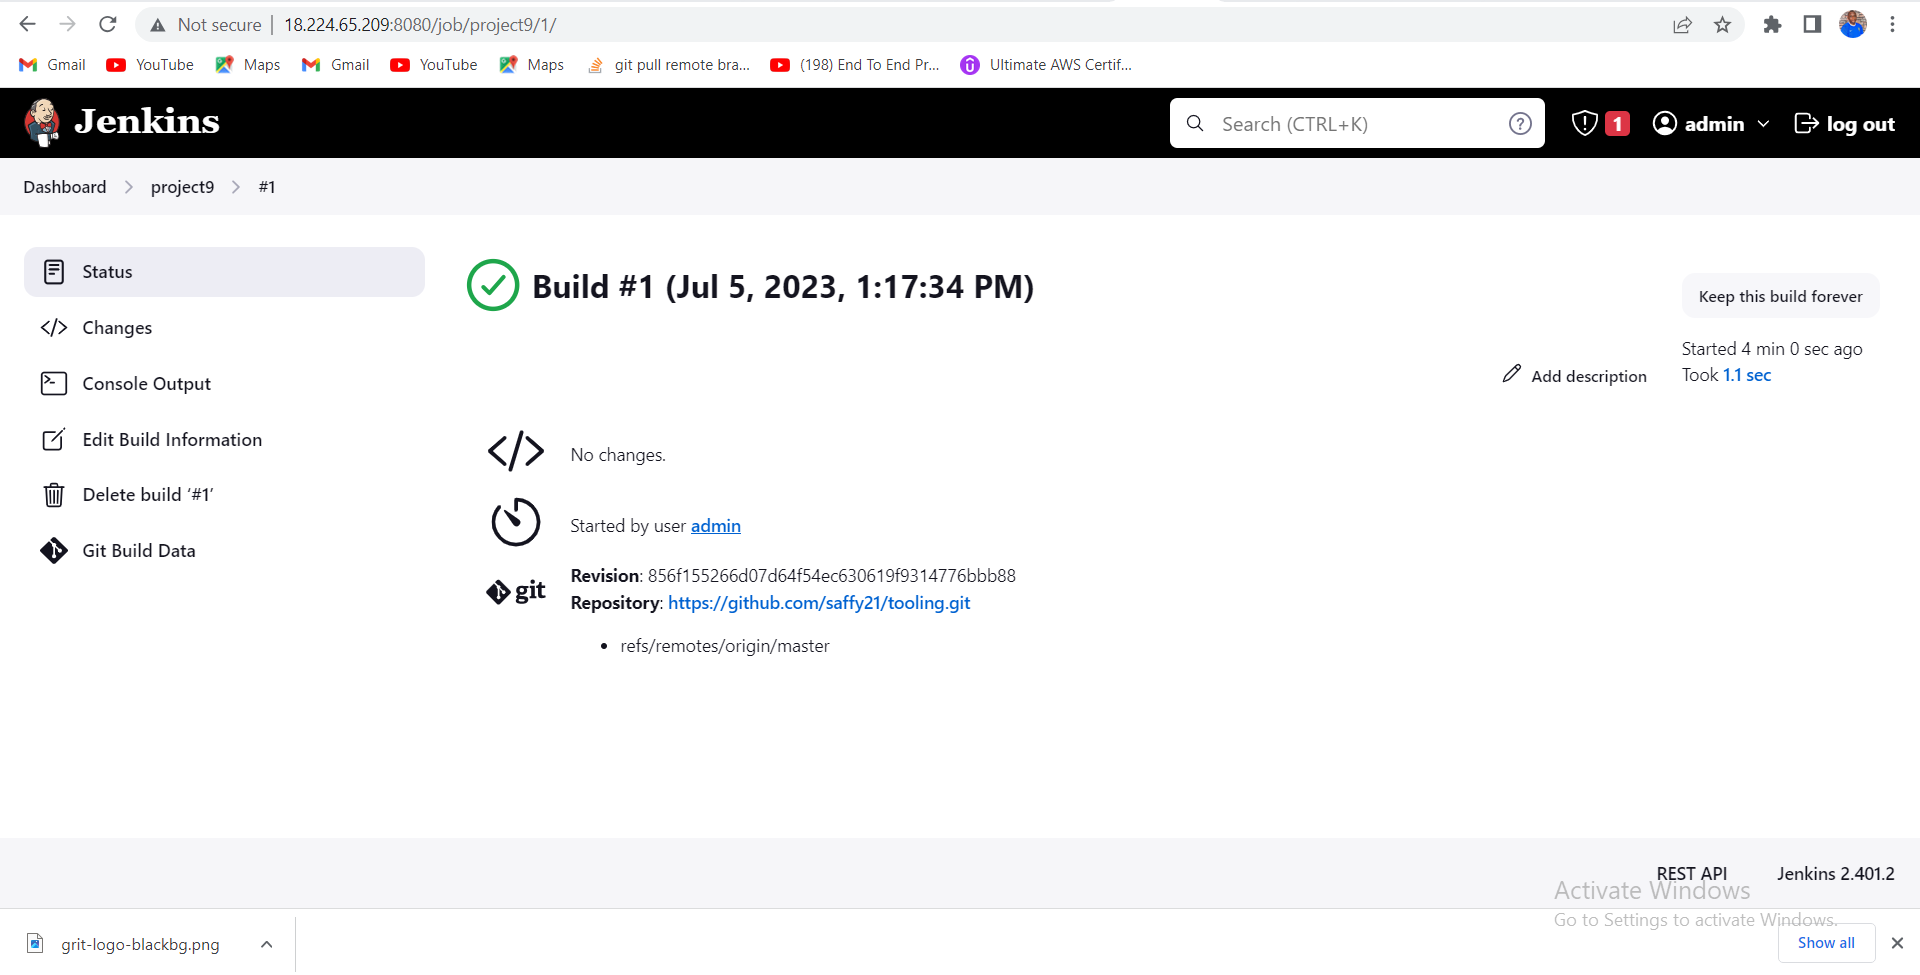 Not secure | 18.224.65.209:8080/job/project9/1/
Gmail YouTube Maps Gmail YouTube Maps git pull remote bra... (198) End To End Pr... Ultimate AWS Certif...
Jenkins
Search (CTRL+K)
1
admin
log out
Dashboard > project9 > #1
Status
Changes
Console Output
Edit Build Information
Delete build ‘#1’
Git Build Data
Build #1 (Jul 5, 2023, 1:17:34 PM)
Keep this build forever
Started 4 min 0 sec ago
Took 1.1 sec
Add description
No changes.
Started by user admin
git
Revision: 856f155266d07d64f54ec630619f9314776bbb88
Repository: https://github.com/saffy21/tooling.git
• refs/remotes/origin/master
REST API Jenkins 2.401.2
Activate Windows
Go to Settings to activate Windows.
grit-logo-blackbg.png
Show all